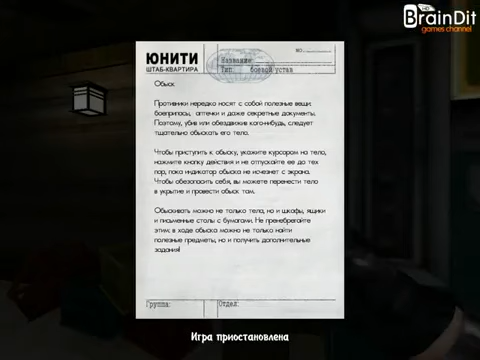 BrainDit
games channel
ЮНИТИ
ШТАБ-КВАРТИРА
Название:
Тип: боевой устав
Обыск
Противники нередко носят с собой полезные вещи:
боеприпасы, аптечки и даже секретные документы.
Поэтому, убив или обездвижив кого-нибудь, следует
тщательно обыскать его тело.
Чтобы приступить к обыску, укажите курсором на тело,
нажмите кнопку действия и не отпускайте ее до тех
пор, пока индикатор обыска не исчезнет с экрана.
Чтобы обезопасить себя, вы можете перенести тело
в укрытие и провести обыск там.
Обыскивать можно не только тела, но и шкафы, ящики
и письменные столы с бумагами. Не пренебрегайте
этим: в ходе обыска можно не только найти
полезные предметы, но и получить дополнительные
задания!
Группа:
Отдел:
Игра приостановлена